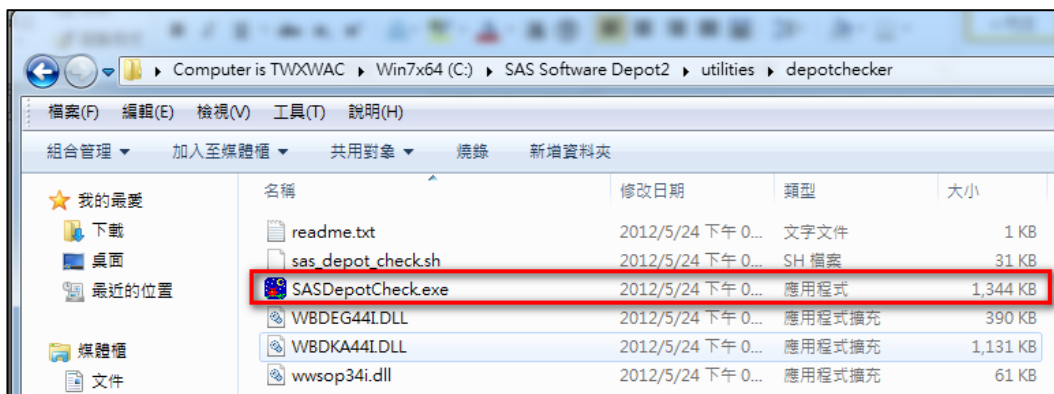 Computer is TWXWAC ▸ Win7x64 (C:) ▸ SAS Software Depot2 ▸ utilities ▸ depotchecker
檔案(F) 編輯(E) 檢視(V) 工具(T) 說明(H)
組合管理 ▼ 加入至媒體櫃 ▼ 共用對象 ▼ 燒錄 新增資料夾
我的最愛
下載
桌面
最近的位置
媒體櫃
文件
名稱 修改日期 類型 大小
readme.txt 2012/5/24 下午 0... 文字文件 1 KB
sas_depot_check.sh 2012/5/24 下午 0... SH 檔案 31 KB
SASDepotCheck.exe 2012/5/24 下午 0... 應用程式 1,344 KB
WBDEG44I.DLL 2012/5/24 下午 0... 應用程式擴充 390 KB
WBDKA44I.DLL 2012/5/24 下午 0... 應用程式擴充 1,131 KB
wwsop34i.dll 2012/5/24 下午 0... 應用程式擴充 61 KB